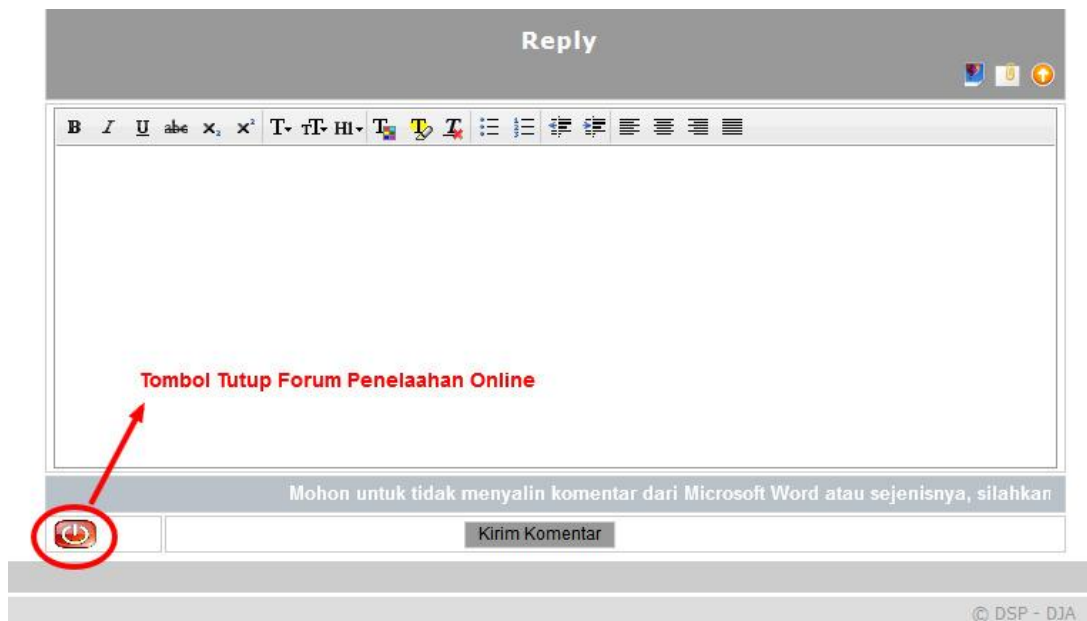 Reply
B I U abc x₂ x² T T H1
Tombol Tutup Forum Penelaahan Online
Mohon untuk tidak menyalin komentar dari Microsoft Word atau sejenisnya, silahkan
Kirim Komentar
© DSP - DJA